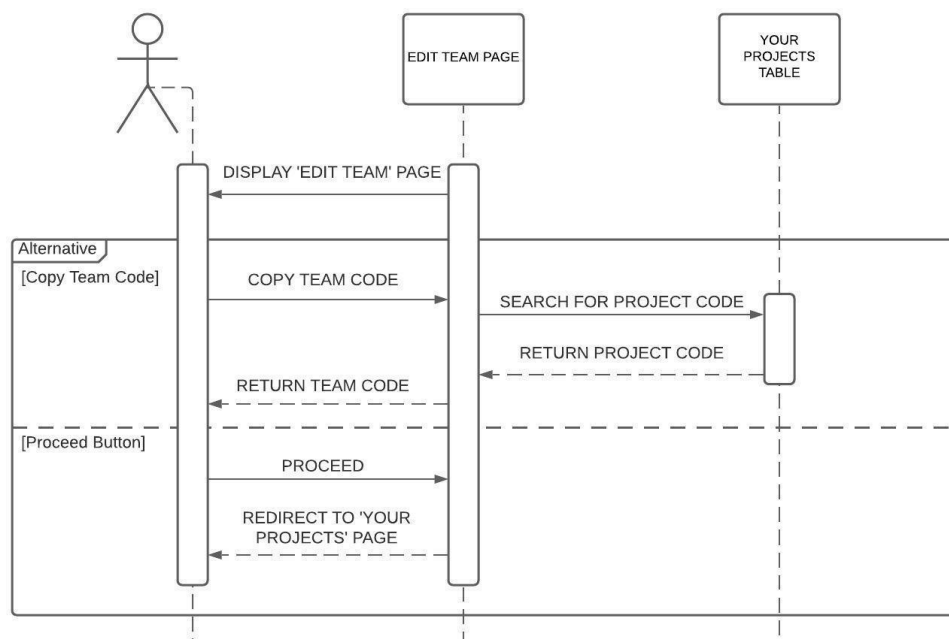 EDIT TEAM PAGE
YOUR
PROJECTS
TABLE
DISPLAY 'EDIT TEAM' PAGE
Alternative
[Copy Team Code]
COPY TEAM CODE
SEARCH FOR PROJECT CODE
RETURN PROJECT CODE
RETURN TEAM CODE
[Proceed Button]
PROCEED
REDIRECT TO 'YOUR
PROJECTS' PAGE